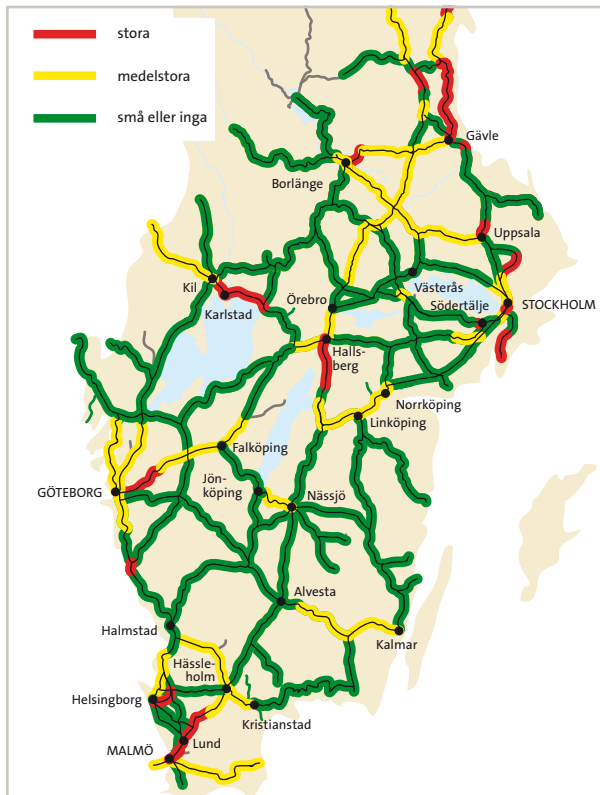 stora
medelstora
små eller inga
Gävle
Borlänge
Uppsala
Kil
Karlstad
Örebro
Västerås
Södertälje
STOCKHOLM
Halls-
berg
Norrköping
Linköping
Falköping
GÖTEBORG
Jön-
köping
Nässjö
Alvesta
Halmstad
Kalmar
Hässle-
holm
Helsingborg
Kristianstad
Lund
MALMÖ